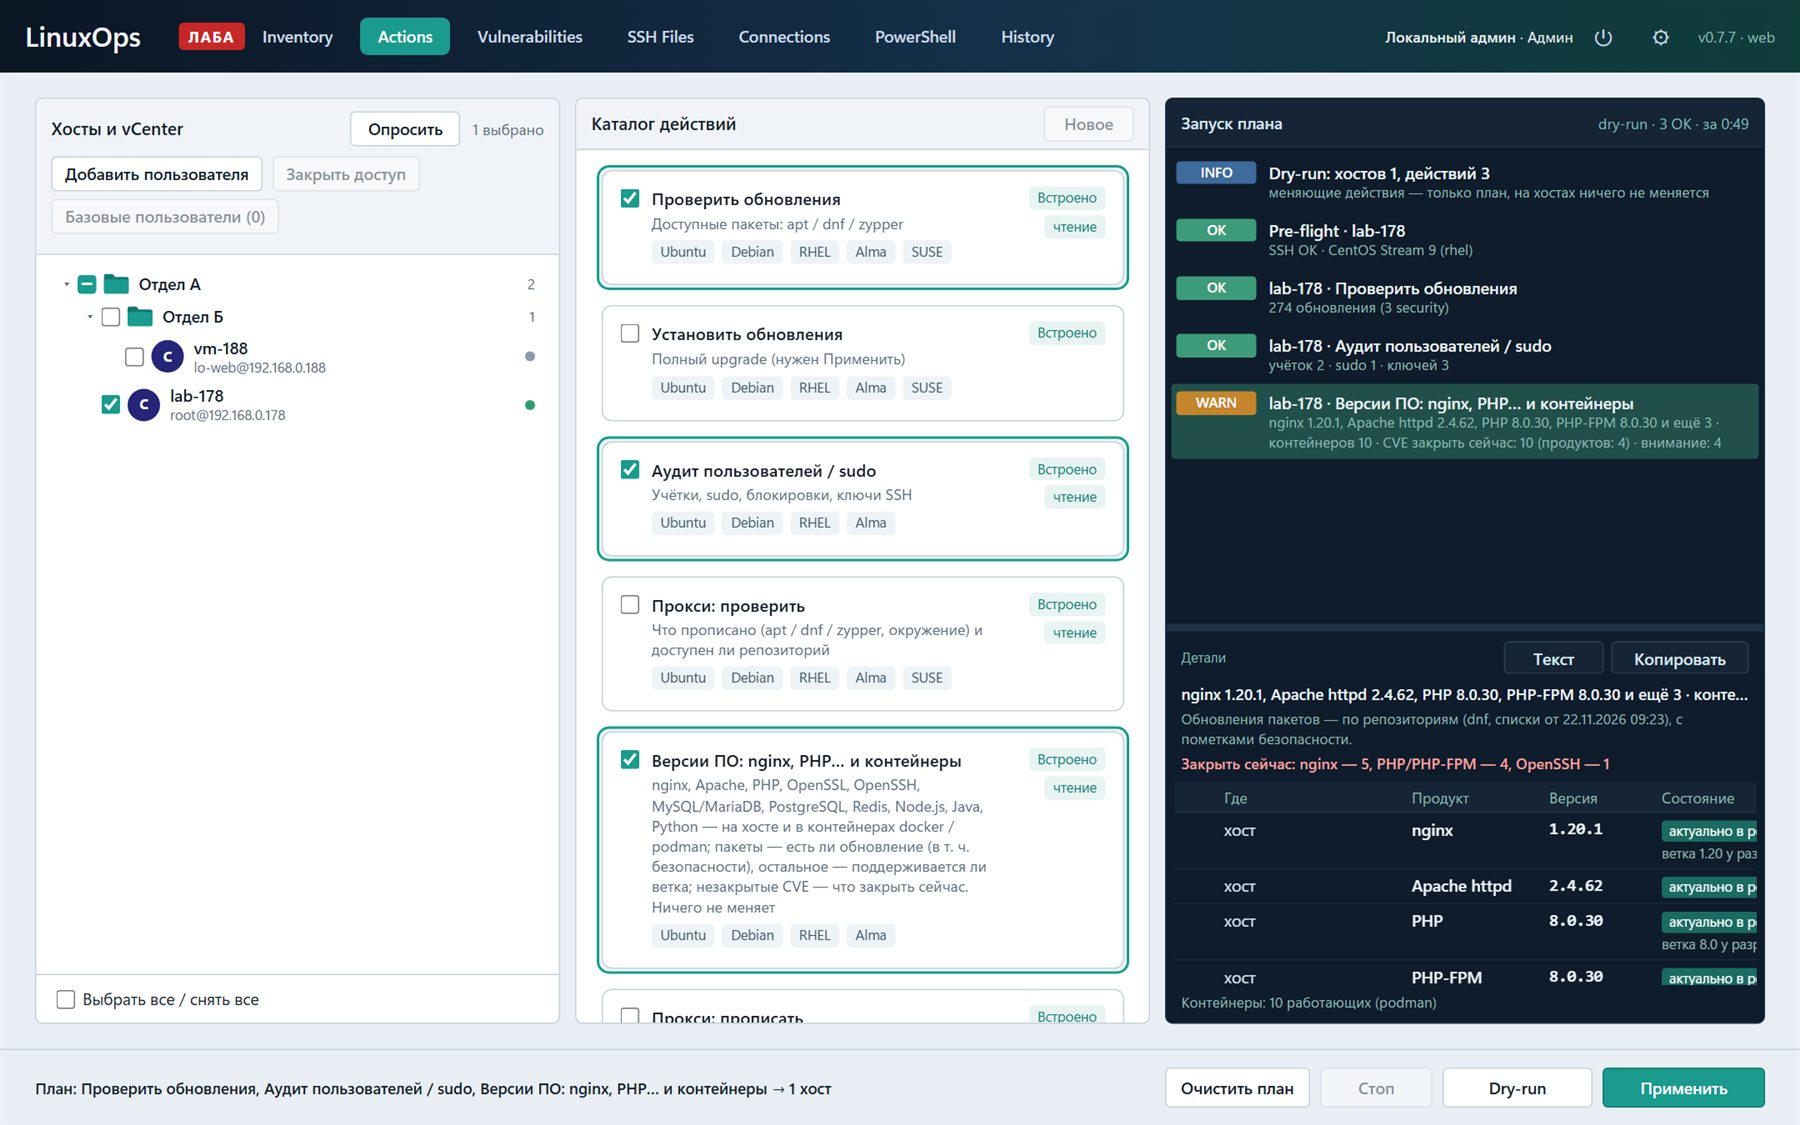 LinuxOps
ЛАБА
Inventory
Actions
Vulnerabilities
SSH Files
Connections
PowerShell
History
Локальный админ · Админ
v0.7.7 · web
Хосты и vCenter
Опросить
1 выбрано
Добавить пользователя
Закрыть доступ
Базовые пользователи (0)
Отдел А
2
Отдел Б
1
C
vm-188
lo-web@192.168.0.188
C
lab-178
root@192.168.0.178
Выбрать все / снять все
Каталог действий
Новое
Проверить обновления
Встроено
Доступные пакеты: apt / dnf / zypper
чтение
Ubuntu Debian RHEL Alma SUSE
Установить обновления
Встроено
Полный upgrade (нужен Применить)
Ubuntu Debian RHEL Alma SUSE
Аудит пользователей / sudo
Встроено
Учётки, sudo, блокировки, ключи SSH
чтение
Ubuntu Debian RHEL Alma
Прокси: проверить
Встроено
Что прописано (apt / dnf / zypper, окружение) и
чтение
доступен ли репозиторий
Ubuntu Debian RHEL Alma SUSE
Версии ПО: nginx, PHP... и контейнеры
Встроено
nginx, Apache, PHP, OpenSSL, OpenSSH,
чтение
MySQL/MariaDB, PostgreSQL, Redis, Node.js, Java,
Python — на хосте и в контейнерах docker /
podman; пакеты — есть ли обновление (в т. ч.
безопасности), остальное — поддерживается ли
ветка; незакрытые CVE — что закрыть сейчас.
Ничего не меняет
Ubuntu Debian RHEL Alma
Прокси: прописать
Встроено
Запуск плана
dry-run · 3 OK · за 0:49
INFO
Dry-run: хостов 1, действий 3
меняющие действия — только план, на хостах ничего не меняется
OK
Pre-flight · lab-178
SSH OK · CentOS Stream 9 (rhel)
OK
lab-178 · Проверить обновления
274 обновления (3 security)
OK
lab-178 · Аудит пользователей / sudo
учёток 2 · sudo 1 · ключей 3
WARN
lab-178 · Версии ПО: nginx, PHP... и контейнеры
nginx 1.20.1, Apache httpd 2.4.62, PHP 8.0.30, PHP-FPM 8.0.30 и ещё 3 ·
контейнеров 10 · CVE закрыть сейчас: 10 (продуктов: 4) · внимание: 4
Детали
Текст
Копировать
nginx 1.20.1, Apache httpd 2.4.62, PHP 8.0.30, PHP-FPM 8.0.30 и ещё 3 · конте...
Обновления пакетов — по репозиториям (dnf, списки от 22.11.2026 09:23), с
пометками безопасности.
Закрыть сейчас: nginx — 5, PHP/PHP-FPM — 4, OpenSSH — 1
Где Продукт Версия Состояние
хост nginx 1.20.1 актуально в р
ветка 1.20 у раз
хост Apache httpd 2.4.62 актуально в р
хост PHP 8.0.30 актуально в р
ветка 8.0 у разр
хост PHP-FPM 8.0.30 актуально в р
Контейнеры: 10 работающих (podman)
План: Проверить обновления, Аудит пользователей / sudo, Версии ПО: nginx, PHP... и контейнеры → 1 хост
Очистить план
Стоп
Dry-run
Применить